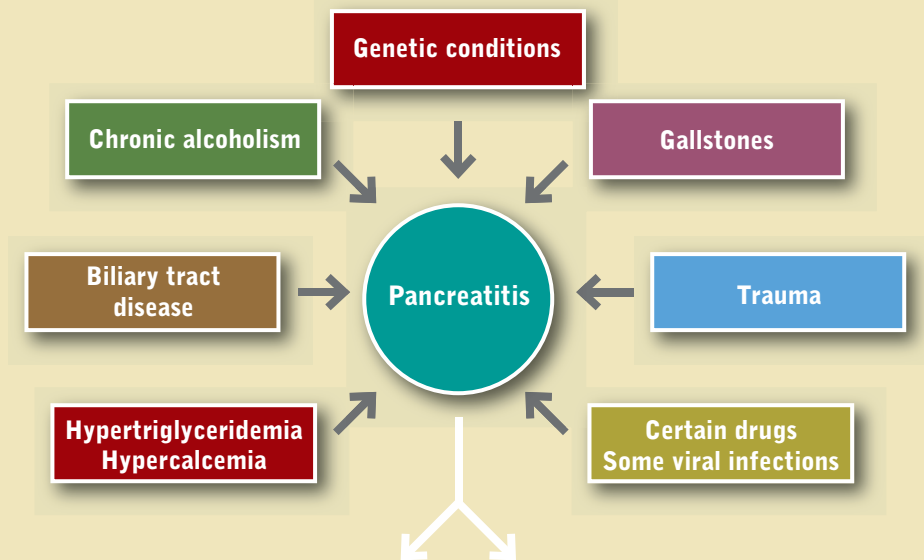 Genetic conditions
Chronic alcoholism
Gallstones
Biliary tract
disease
Pancreatitis
Trauma
Hypertriglyceridemia
Hypercalcemia
Certain drugs
Some viral infections